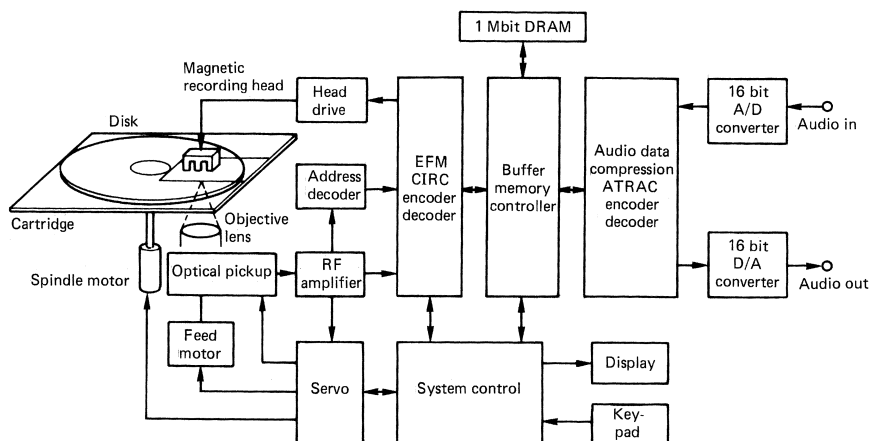 1 Mbit DRAM
Magnetic
recording head
Head
drive
Disk
EFM
CIRC
encoder
decoder
Buffer
memory
controller
Audio data
compression
ATRAC
encoder
decoder
16 bit
A/D
converter
Audio in
Address
decoder
Cartridge
Objective
lens
Spindle motor
Optical pickup
RF
amplifier
16 bit
D/A
converter
Audio out
Feed
motor
Servo
System control
Display
Key-
pad